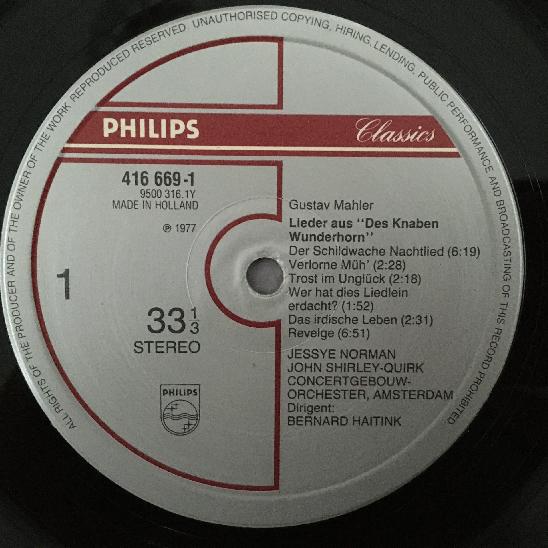 ALL RIGHTS OF THE PRODUCER AND OF THE OWNER OF THE WORK REPRODUCED RESERVED UNAUTHORISED COPYING, HIRING, LENDING, PUBLIC PERFORMANCE AND BROADCASTING OF THIS RECORD PROHIBITED
PHILIPS
Classics
416 669-1
9500 316.1Y
MADE IN HOLLAND
℗ 1977
1
33 1/3
STEREO
PHILIPS
Gustav Mahler
Lieder aus "Des Knaben
Wunderhorn"
Der Schildwache Nachtlied (6:19)
Verlorne Müh' (2:28)
Trost im Unglück (2:18)
Wer hat dies Liedlein
erdacht? (1:52)
Das irdische Leben (2:31)
Revelge (6:51)
JESSYE NORMAN
JOHN SHIRLEY-QUIRK
CONCERTGEBOUW-
ORCHESTER, AMSTERDAM
Dirigent:
BERNARD HAITINK